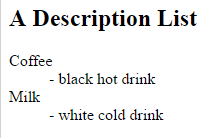 A Description List
Coffee
- black hot drink
Milk
- white cold drink